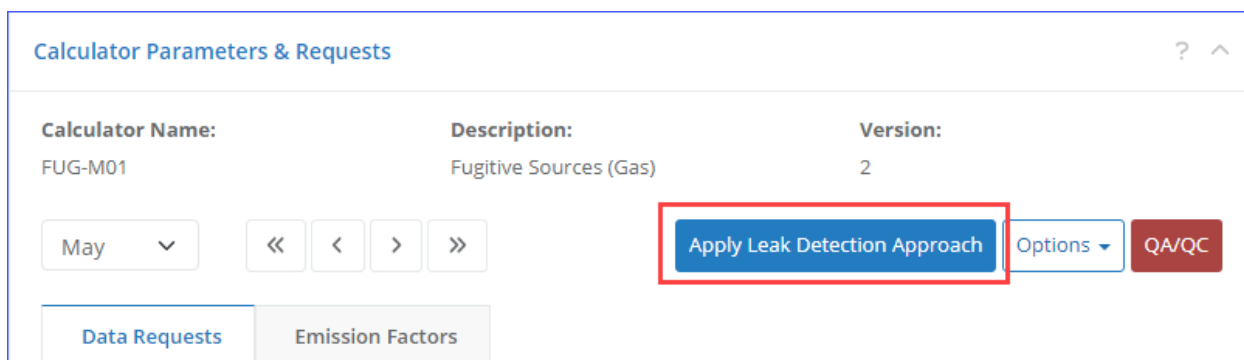 Calculator Parameters & Requests ?
Calculator Name: Description: Version:
FUG-M01 Fugitive Sources (Gas) 2
May « < > » Apply Leak Detection Approach Options QA/QC
Data Requests Emission Factors